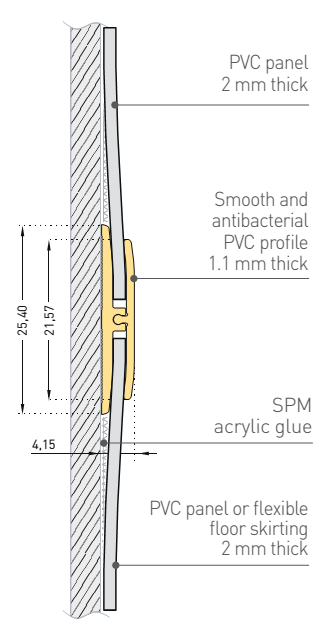 PVC panel
2 mm thick
Smooth and
antibacterial
PVC profile
1.1 mm thick
25,40
21,57
SPM
acrylic glue
4,15
PVC panel or flexible
floor skirting
2 mm thick